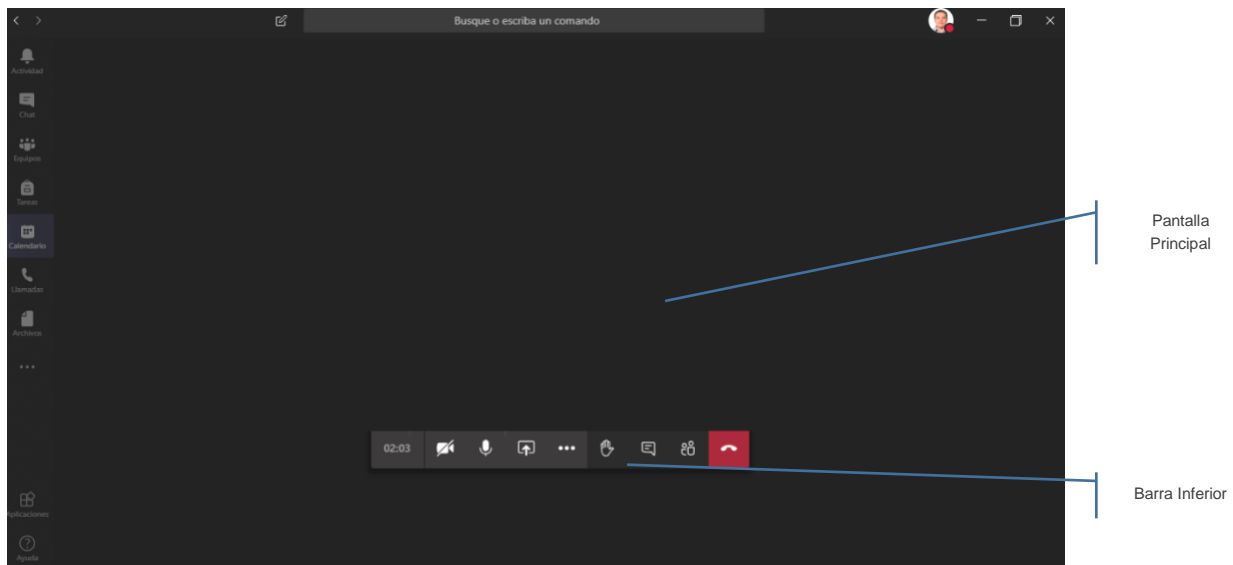 Busque o escriba un comando
Actividad
Chat
Equipos
Tareas
Calendario
Llamadas
Archivos
Pantalla
Principal
02:03
Barra Inferior
Aplicaciones
Ayuda